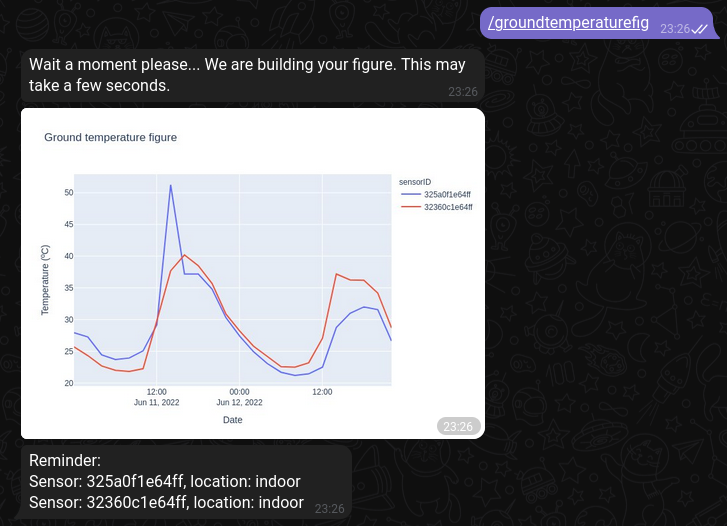 /groundtemperaturefig 23:26
Wait a moment please... We are building your figure. This may
take a few seconds.
23:26
Ground temperature figure
sensorID
325a0f1e64ff
32360c1e64ff
50
45
40
35
30
25
20
Temperature (ºC)
12:00
Jun 11, 2022
00:00
Jun 12, 2022
12:00
Date
23:26
Reminder:
Sensor: 325a0f1e64ff, location: indoor
Sensor: 32360c1e64ff, location: indoor 23:26